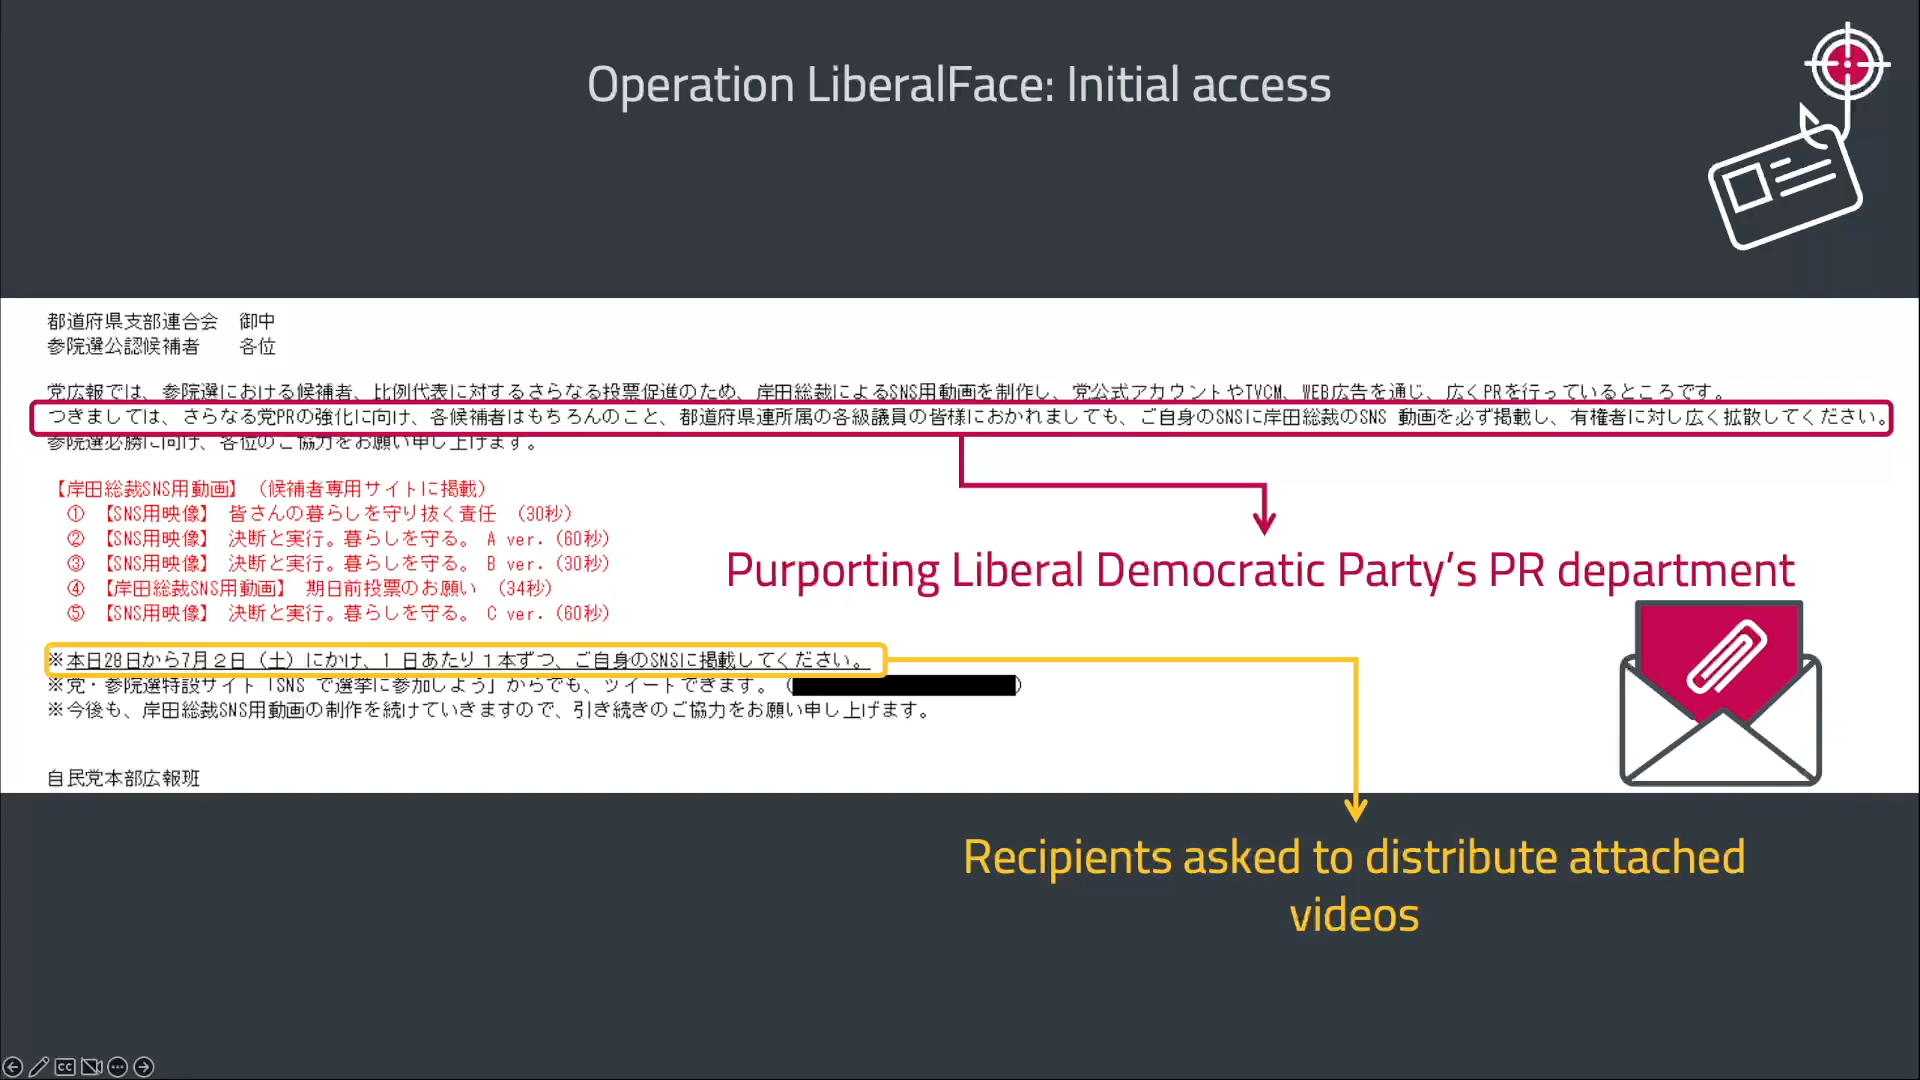 Operation LiberalFace: Initial access
都道府県支部連合会　御中
参院選公認候補者　　各位
党広報では、参院選における候補者、比例代表に対するさらなる投票促進のため、岸田総裁によるSNS用動画を制作し、党公式アカウントやTVCM、WEB広告を通じ、広くPRを行っているところです。
つきましては、さらなる党PRの強化に向け、各候補者はもちろんのこと、都道府県連所属の各級議員の皆様におかれましても、ご自身のSNSに岸田総裁のSNS 動画を必ず掲載し、有権者に対し広く拡散してください。
参院選必勝に向け、各位のご協力をお願い申し上げます。
【岸田総裁SNS用動画】（候補者専用サイトに掲載）
① 【SNS用映像】 皆さんの暮らしを守り抜く責任 （30秒）
② 【SNS用映像】 決断と実行。暮らしを守る。 A ver.（60秒）
③ 【SNS用映像】 決断と実行。暮らしを守る。 B ver.（30秒）
④ 【岸田総裁SNS用動画】 期日前投票のお願い （34秒）
⑤ 【SNS用映像】 決断と実行。暮らしを守る。 C ver.（60秒）
Purporting Liberal Democratic Party’s PR department
※本日28日から7月２日（土）にかけ、１日あたり１本ずつ、ご自身のSNSに掲載してください。
※党・参院選特設サイト「SNS で選挙に参加しよう」からでも、ツイートできます。（ ）
※今後も、岸田総裁SNS用動画の制作を続けていきますので、引き続きのご協力をお願い申し上げます。
自民党本部広報班
Recipients asked to distribute attached
videos
CC